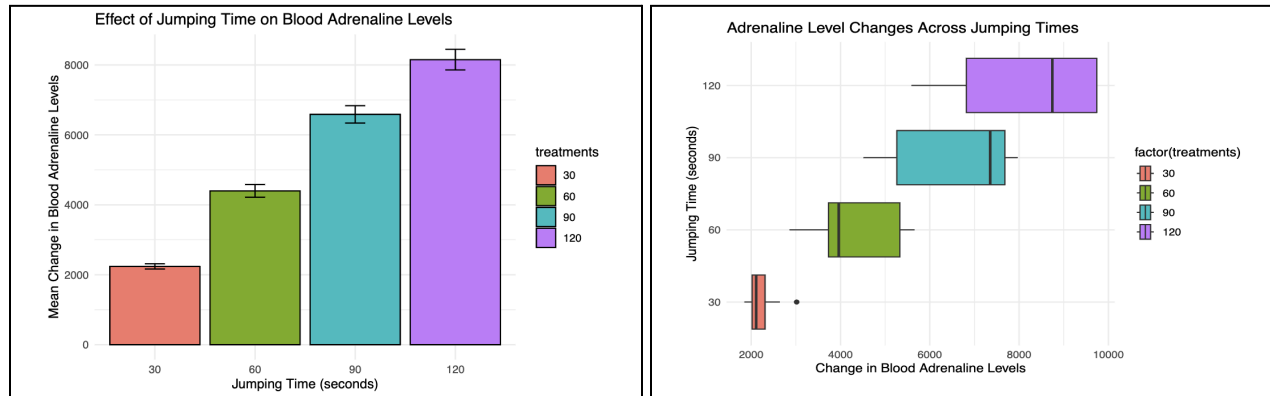 Effect of Jumping Time on Blood Adrenaline Levels
Mean Change in Blood Adrenaline Levels
8000
6000
4000
2000
0
30 60 90 120
Jumping Time (seconds)
treatments
30
60
90
120
Adrenaline Level Changes Across Jumping Times
Jumping Time (seconds)
120
90
60
30
2000 4000 6000 8000 10000
Change in Blood Adrenaline Levels
factor(treatments)
30
60
90
120